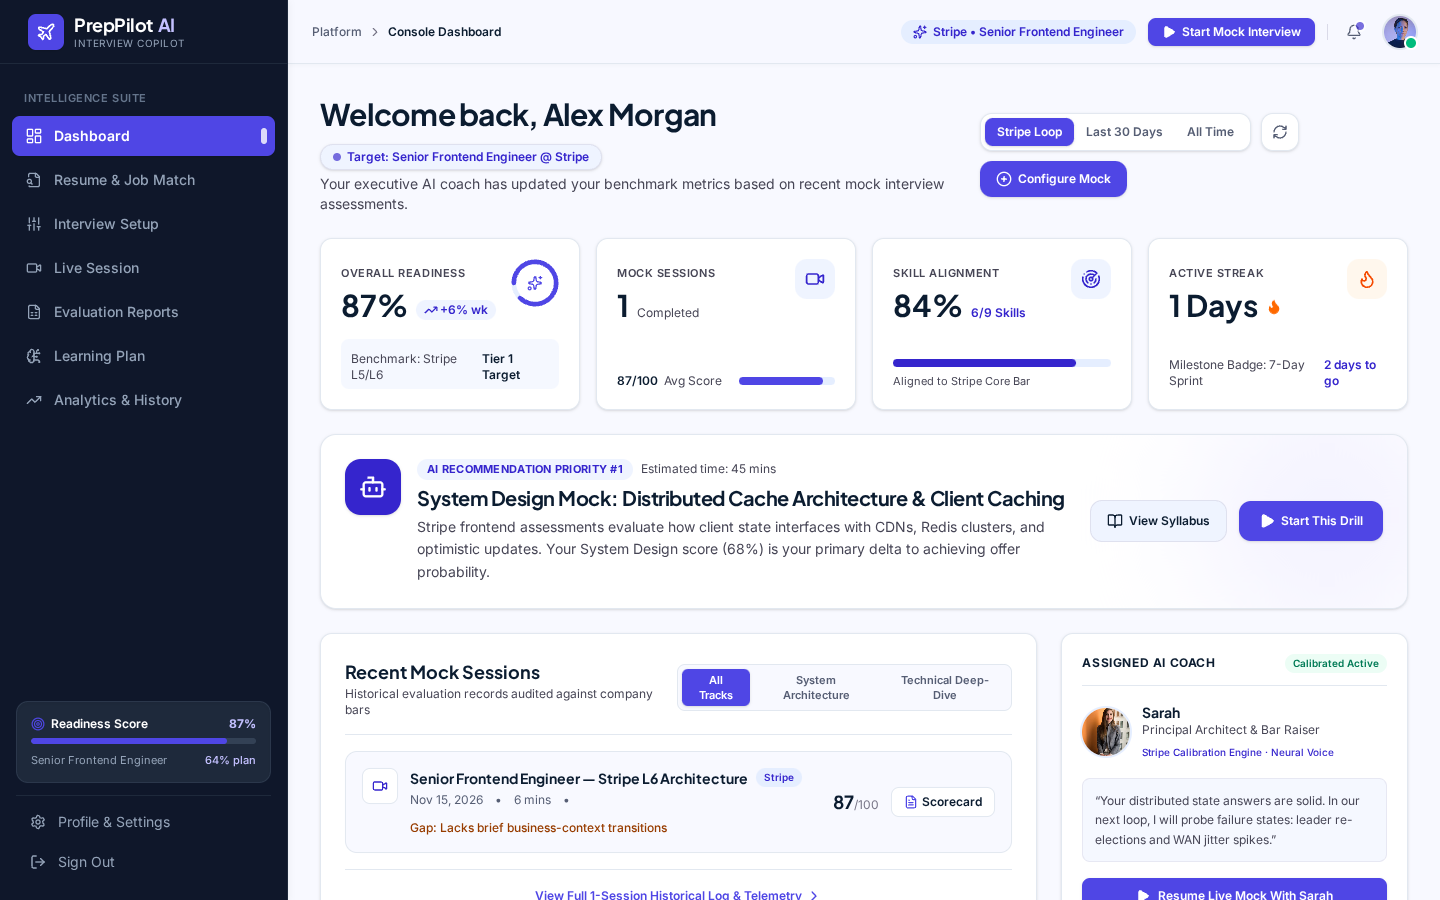 PrepPilot AI
INTERVIEW COPILOT
INTELLIGENCE SUITE
Dashboard
Resume & Job Match
Interview Setup
Live Session
Evaluation Reports
Learning Plan
Analytics & History
Readiness Score 87%
Senior Frontend Engineer 64% plan
Profile & Settings
Sign Out
Platform > Console Dashboard
Stripe • Senior Frontend Engineer
Start Mock Interview
Welcome back, Alex Morgan
Target: Senior Frontend Engineer @ Stripe
Your executive AI coach has updated your benchmark metrics based on recent mock interview
assessments.
Stripe Loop Last 30 Days All Time
Configure Mock
OVERALL READINESS
87% +6% wk
Benchmark: Stripe
L5/L6
Tier 1
Target
MOCK SESSIONS
1 Completed
87/100 Avg Score
SKILL ALIGNMENT
84% 6/9 Skills
Aligned to Stripe Core Bar
ACTIVE STREAK
1 Days
Milestone Badge: 7-Day
Sprint
2 days to
go
AI RECOMMENDATION PRIORITY #1 Estimated time: 45 mins
System Design Mock: Distributed Cache Architecture & Client Caching
Stripe frontend assessments evaluate how client state interfaces with CDNs, Redis clusters, and
optimistic updates. Your System Design score (68%) is your primary delta to achieving offer
probability.
View Syllabus
Start This Drill
Recent Mock Sessions
Historical evaluation records audited against company
bars
All
Tracks
System
Architecture
Technical Deep-
Dive
Senior Frontend Engineer — Stripe L6 Architecture Stripe
Nov 15, 2026 • 6 mins •
Gap: Lacks brief business-context transitions
87/100
Scorecard
View Full 1-Session Historical Log & Telemetry >
ASSIGNED AI COACH Calibrated Active
Sarah
Principal Architect & Bar Raiser
Stripe Calibration Engine · Neural Voice
“Your distributed state answers are solid. In our
next loop, I will probe failure states: leader re-
elections and WAN jitter spikes.”
Resume Live Mock With Sarah